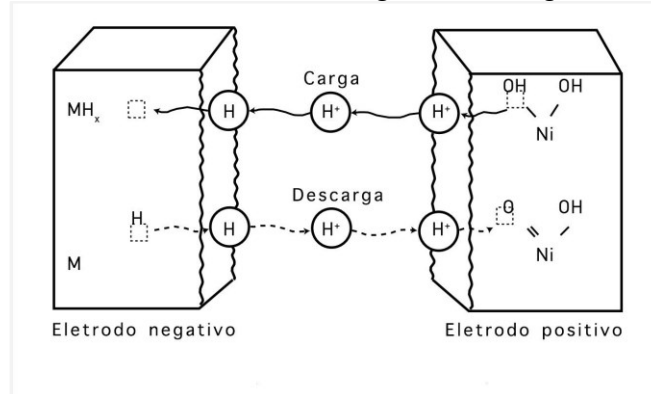 Carga
OH OH
MHₓ H H⁺ H⁺
Ni
Descarga
H O OH
H H⁺ H⁺
M Ni
Eletrodo negativo Eletrodo positivo